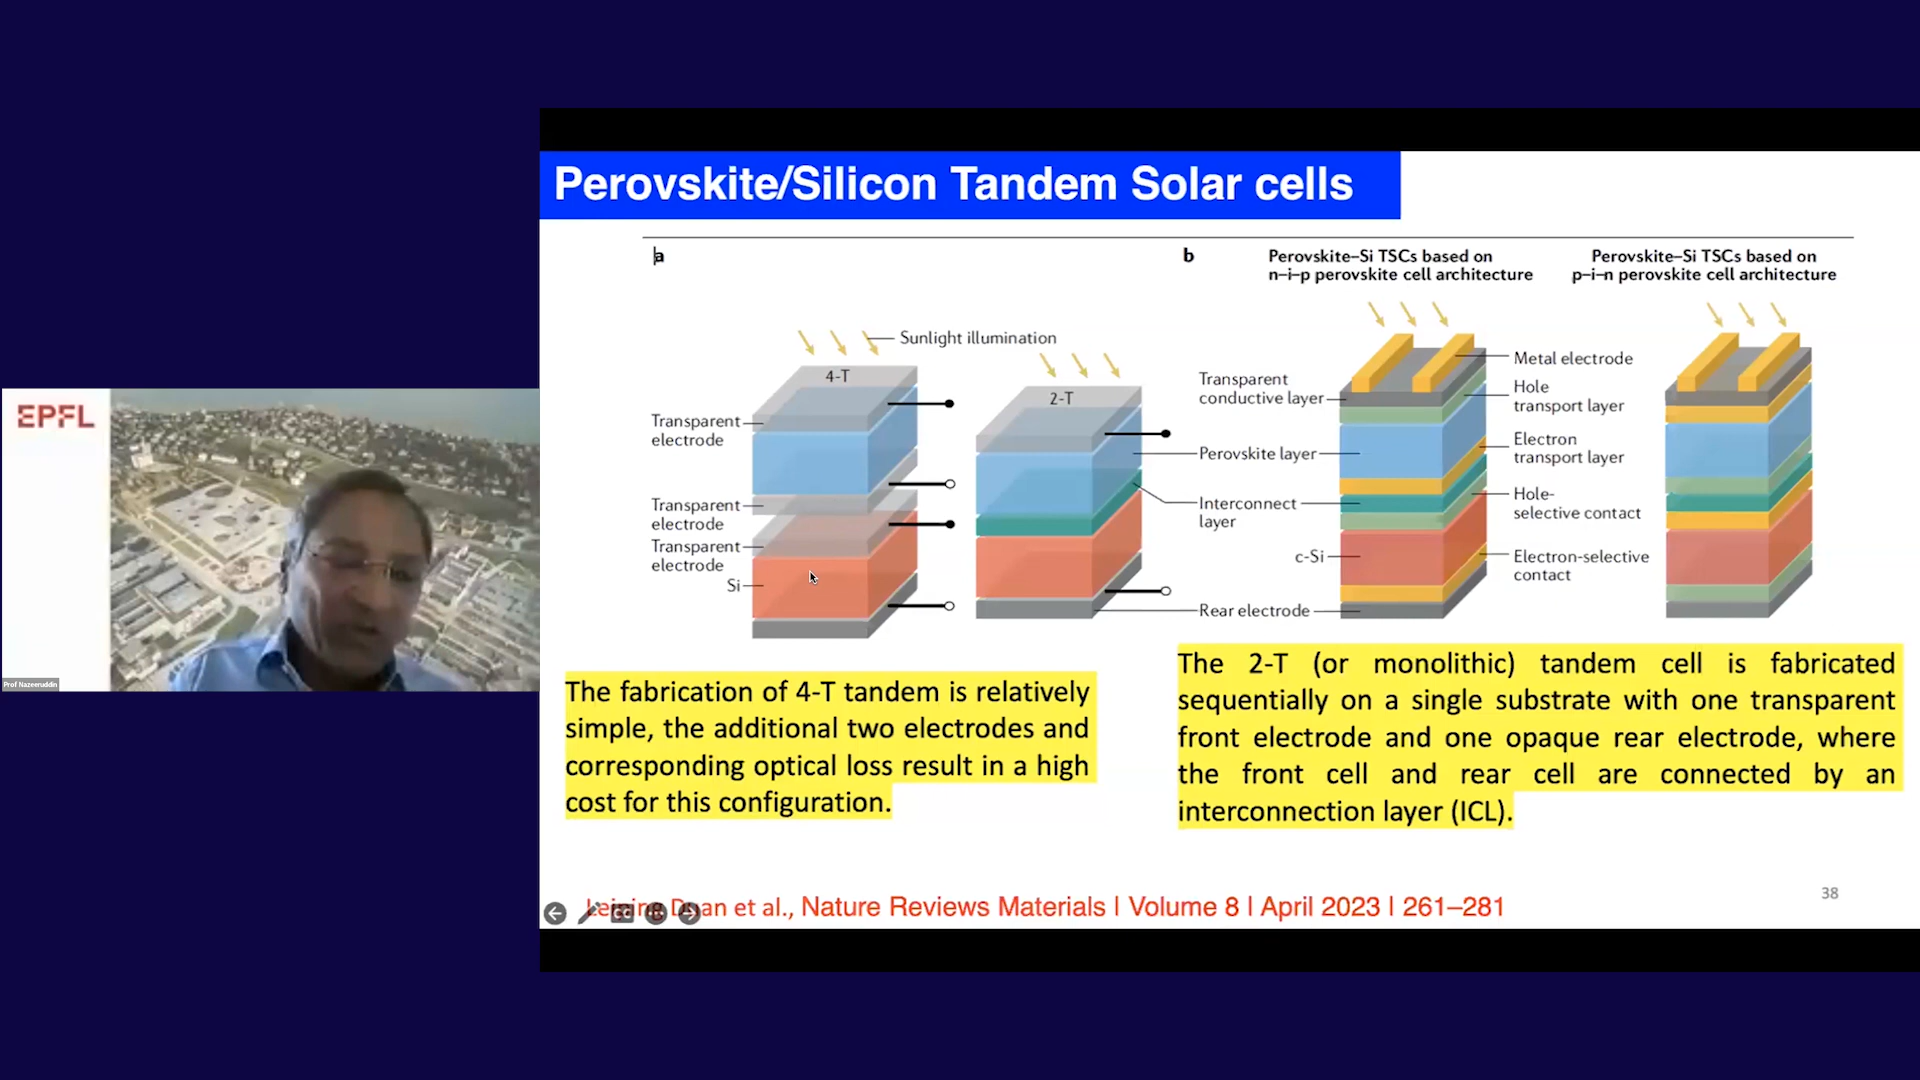 EPFL
Prof Nazeeruddin
Perovskite/Silicon Tandem Solar cells
a
4-T
Sunlight illumination
2-T
Transparent
electrode
Transparent
electrode
Transparent
electrode
Si
b
Perovskite–Si TSCs based on
n–i–p perovskite cell architecture
Perovskite–Si TSCs based on
p–i–n perovskite cell architecture
Transparent
conductive layer
Perovskite layer
Interconnect
layer
c-Si
Rear electrode
Metal electrode
Hole
transport layer
Electron
transport layer
Hole-
selective contact
Electron-selective
contact
The fabrication of 4-T tandem is relatively
simple, the additional two electrodes and
corresponding optical loss result in a high
cost for this configuration.
The 2-T (or monolithic) tandem cell is fabricated
sequentially on a single substrate with one transparent
front electrode and one opaque rear electrode, where
the front cell and rear cell are connected by an
interconnection layer (ICL).
et al., Nature Reviews Materials | Volume 8 | April 2023 | 261–281
38